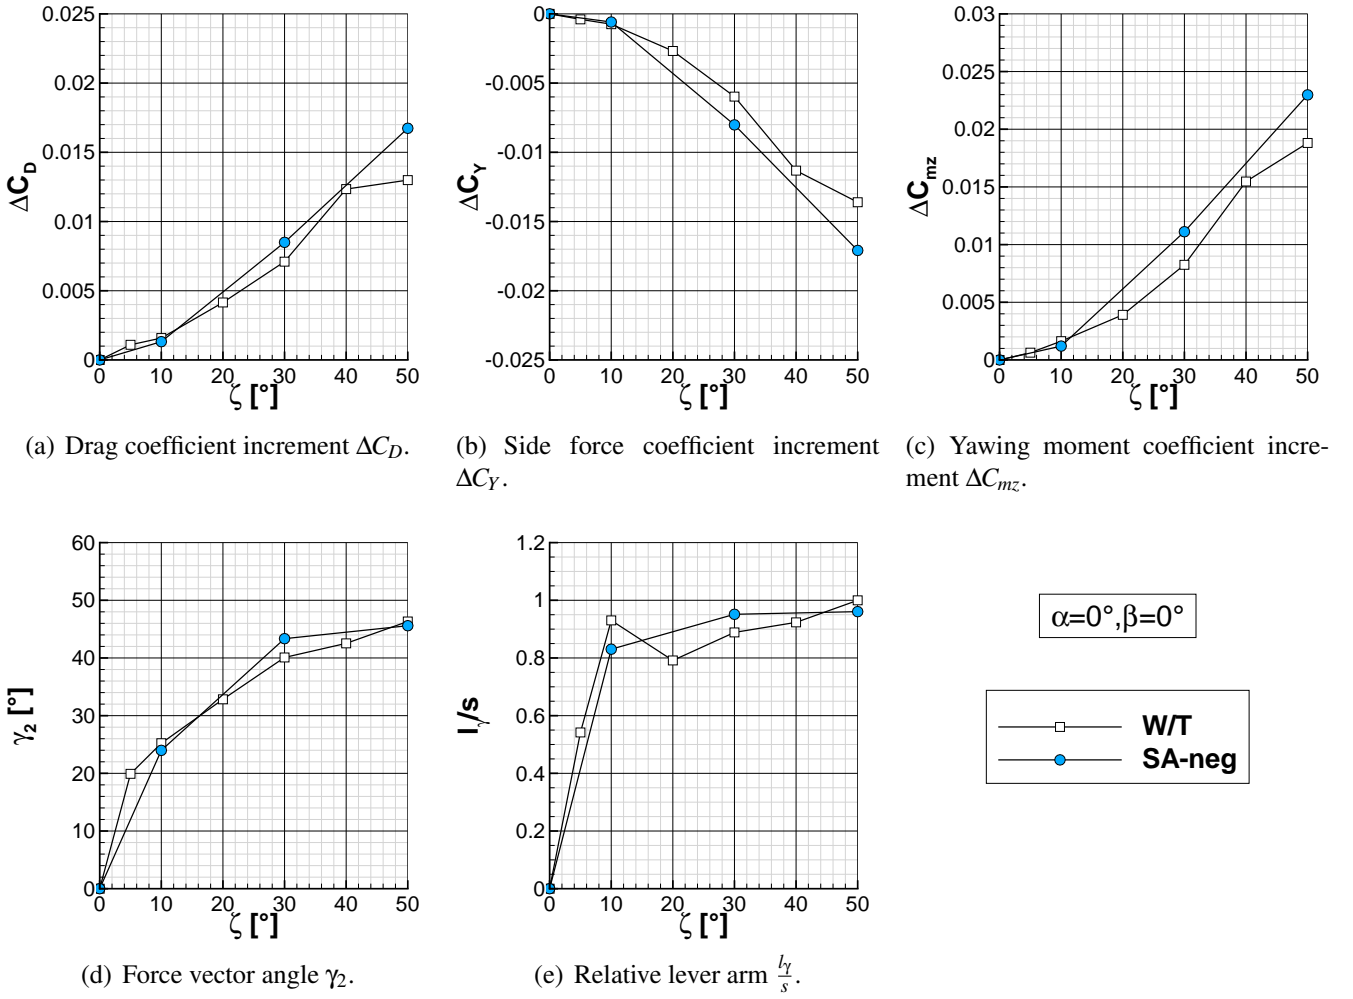 0.025
0.02
0.015
0.01
0.005
0
ΔC_D
0 10 20 30 40 50
ζ [°]
(a) Drag coefficient increment ΔC_D.
0
-0.005
-0.01
-0.015
-0.02
-0.025
ΔC_Y
0 10 20 30 40 50
ζ [°]
(b) Side force coefficient increment
ΔC_Y.
0.03
0.025
0.02
0.015
0.01
0.005
0
ΔC_mz
0 10 20 30 40 50
ζ [°]
(c) Yawing moment coefficient incre-
ment ΔC_mz.
60
50
40
30
20
10
0
γ_2 [°]
0 10 20 30 40 50
ζ [°]
(d) Force vector angle γ_2.
1.2
1
0.8
0.6
0.4
0.2
0
l_γ/s
0 10 20 30 40 50
ζ [°]
(e) Relative lever arm l_γ/s.
α=0°,β=0°
W/T
SA-neg